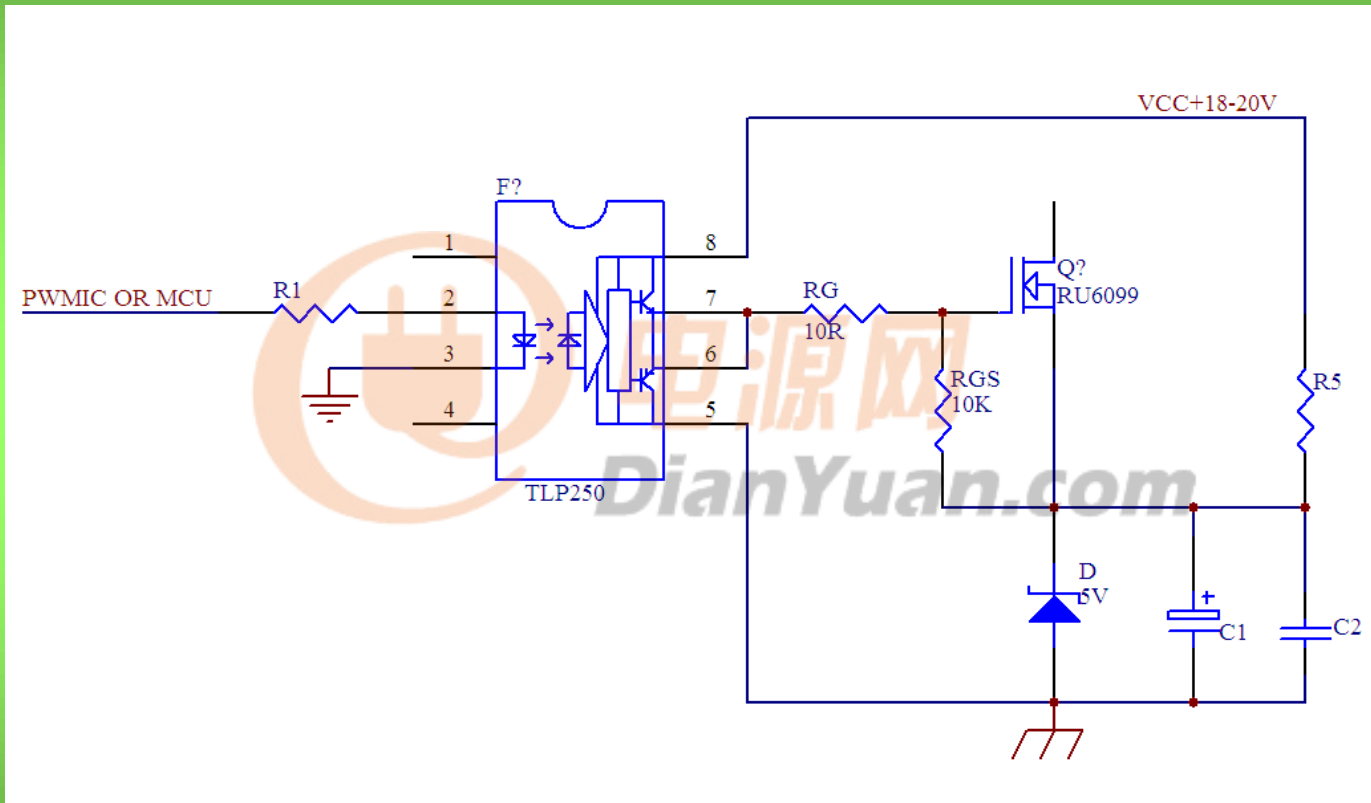 VCC+18-20V
F?
1
8
Q?
RU6099
PWMIC OR MCU
R1
2
7
RG
10R
3
6
RGS
10K
R5
4
5
TLP250
电源网
DianYuan.com
D
5V
+
C1
C2